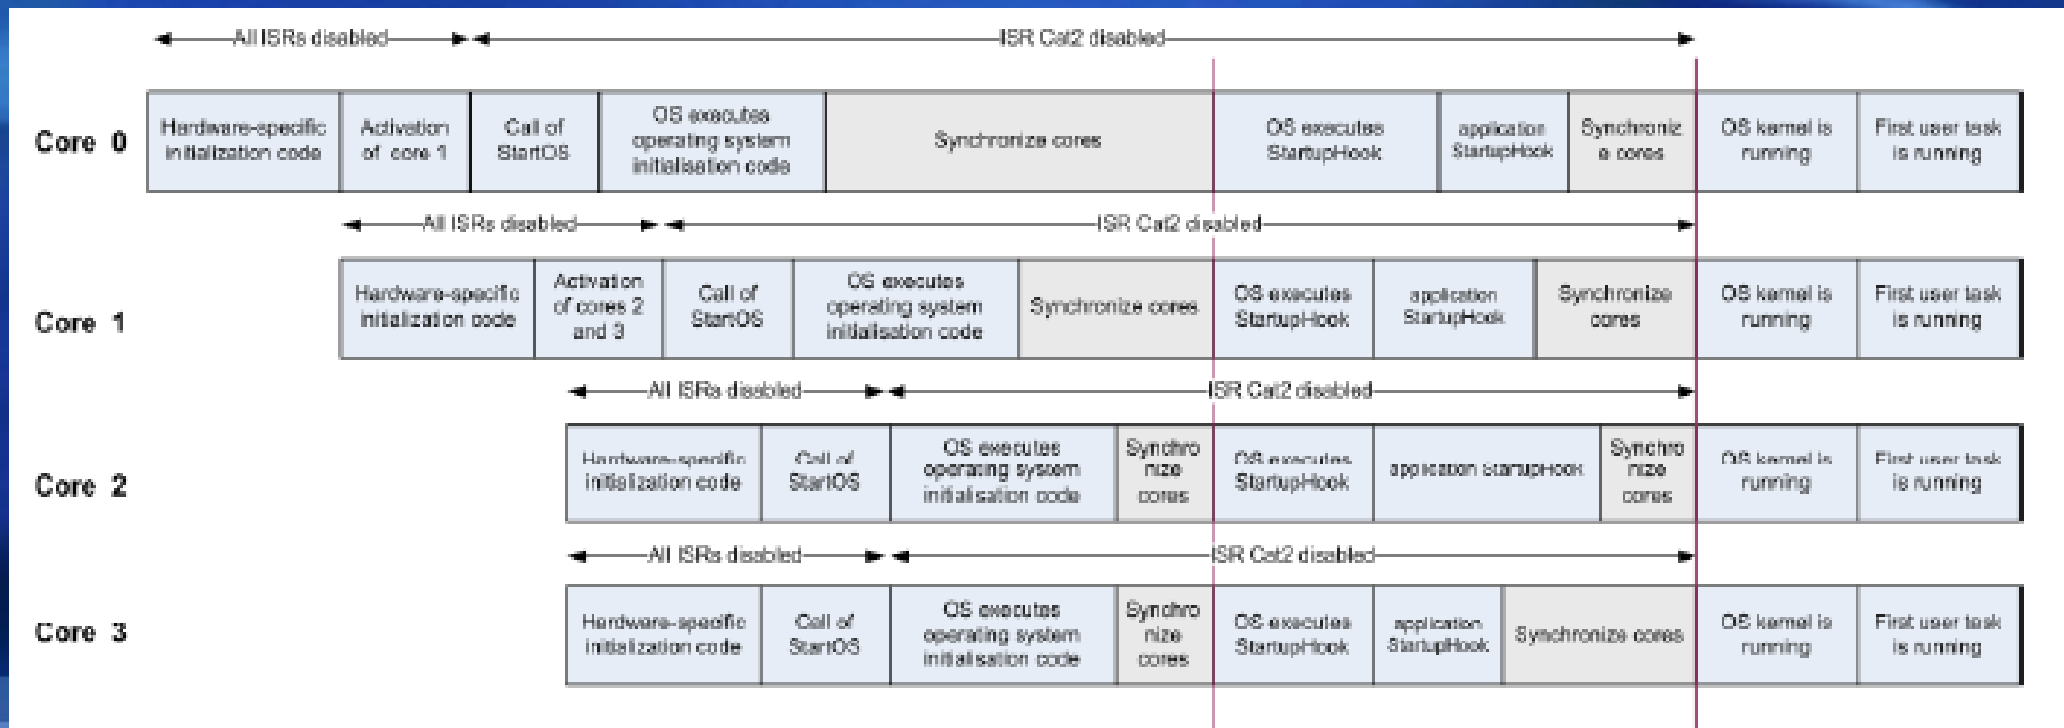 All ISRs disabled
ISR Cat2 disabled
Core 0
Hardware-specific
initialization code
Activation
of core 1
Call of
StartOS
OS executes
operating system
initialisation code
Synchronize cores
OS executes
StartupHook
application
StartupHook
Synchroniz
e cores
OS kernel is
running
First user task
is running
All ISRs disabled
ISR Cat2 disabled
Core 1
Hardware-specific
initialization code
Activation
of cores 2
and 3
Call of
StartOS
OS executes
operating system
initialisation code
Synchronize cores
OS executes
StartupHook
application
StartupHook
Synchronize
cores
OS kernel is
running
First user task
is running
All ISRs disabled
ISR Cat2 disabled
Core 2
Hardware-specific
initialization code
Call of
StartOS
OS executes
operating system
initialisation code
Synchro
nize
cores
OS executes
StartupHook
application StartupHook
Synchro
nize
cores
OS kernel is
running
First user task
is running
All ISRs disabled
ISR Cat2 disabled
Core 3
Hardware-specific
initialization code
Call of
StartOS
OS executes
operating system
initialisation code
Synchro
nize
cores
OS executes
StartupHook
application
StartupHook
Synchronize cores
OS kernel is
running
First user task
is running